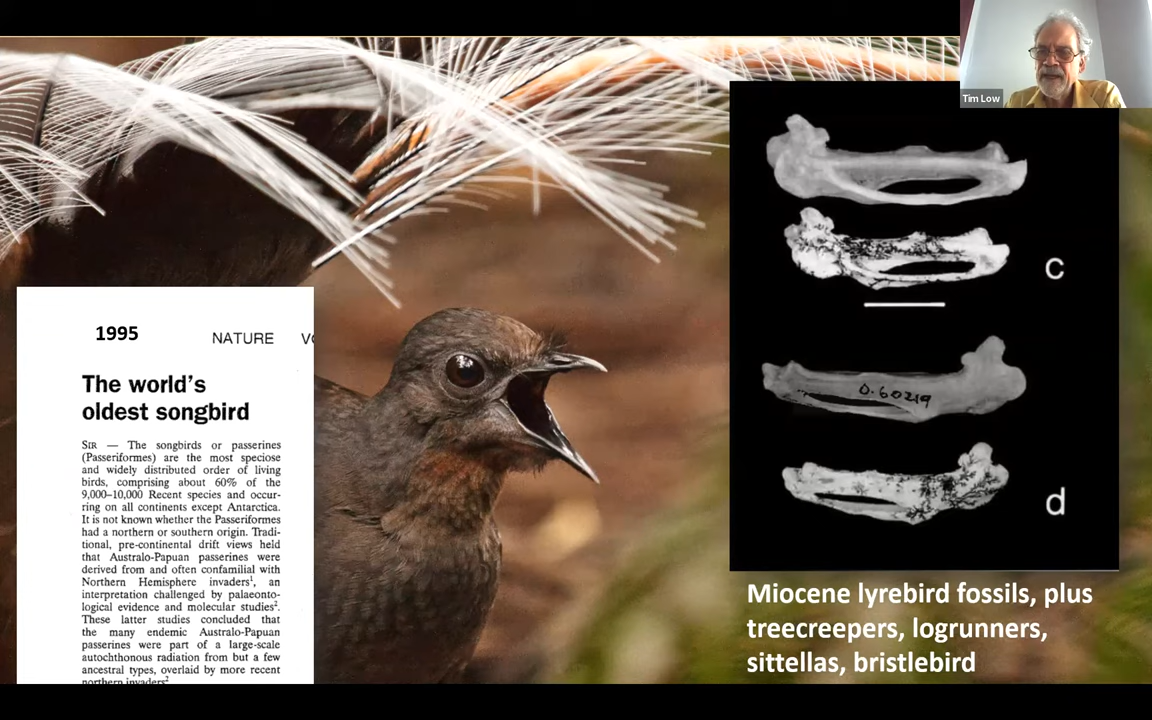 Tim Low
1995
NATURE
The world's
oldest songbird
SIR — The songbirds or passerines
(Passeriformes) are the most speciose
and widely distributed order of living
birds, comprising about 60% of the
9,000–10,000 Recent species and occur-
ring on all continents except Antarctica.
It is not known whether the Passeriformes
had a northern or southern origin. Tradi-
tional, pre-continental drift views held
that Australo-Papuan passerines were
derived from and often confamilial with
Northern Hemisphere invaders¹, an
interpretation challenged by palaeonto-
logical evidence and molecular studies².
These latter studies concluded that
the many endemic Australo-Papuan
passerines were part of a large-scale
autochthonous radiation from but a few
ancestral types, overlaid by more recent
northern invaders²
c
0.60219
d
Miocene lyrebird fossils, plus
treecreepers, logrunners,
sittellas, bristlebird